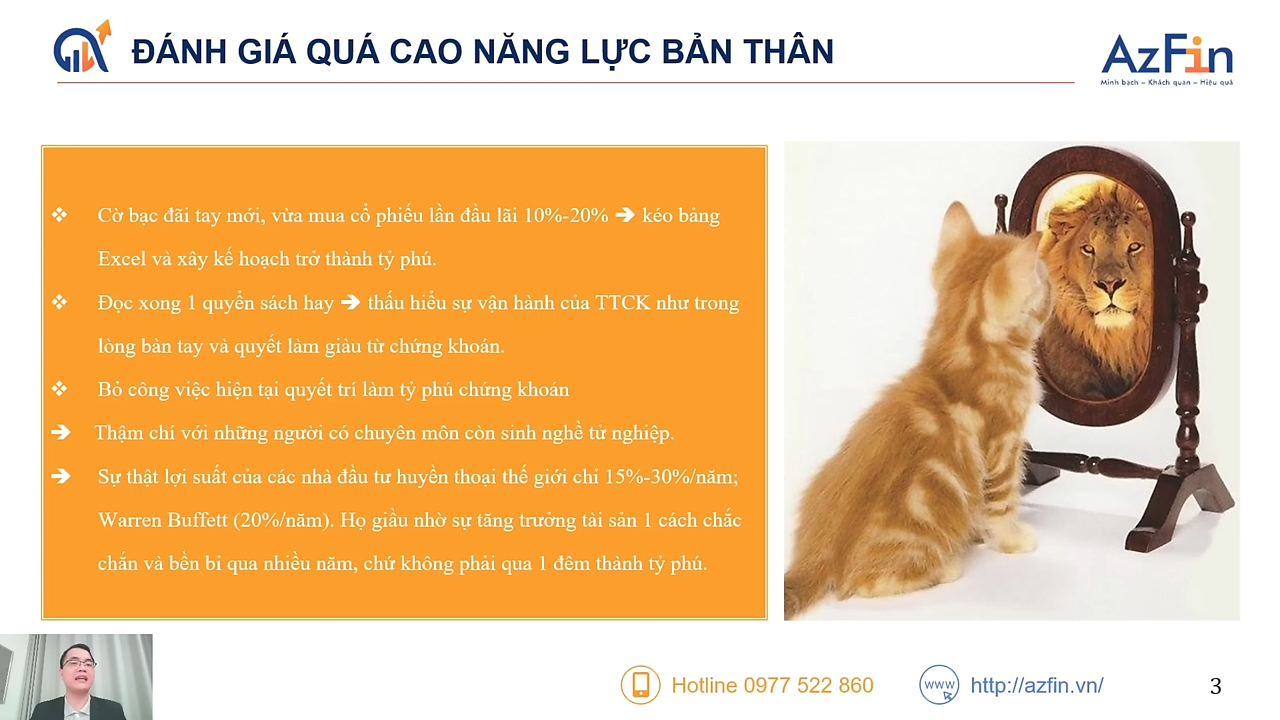 ĐÁNH GIÁ QUÁ CAO NĂNG LỰC BẢN THÂN
AzFin
Minh bạch – Khách quan – Hiệu quả
❖ Cờ bạc đãi tay mới, vừa mua cổ phiếu lần đầu lãi 10%-20% ➔ kéo bảng
Excel và xây kế hoạch trở thành tỷ phú.
❖ Đọc xong 1 quyển sách hay ➔ thấu hiểu sự vận hành của TTCK như trong
lòng bàn tay và quyết làm giàu từ chứng khoán.
❖ Bỏ công việc hiện tại quyết trí làm tỷ phú chứng khoán
➔ Thậm chí với những người có chuyên môn còn sinh nghề tử nghiệp.
➔ Sự thật lợi suất của các nhà đầu tư huyền thoại thế giới chỉ 15%-30%/năm;
Warren Buffett (20%/năm). Họ giầu nhờ sự tăng trưởng tài sản 1 cách chắc
chắn và bền bỉ qua nhiều năm, chứ không phải qua 1 đêm thành tỷ phú.
Hotline 0977 522 860
www
http://azfin.vn/
3